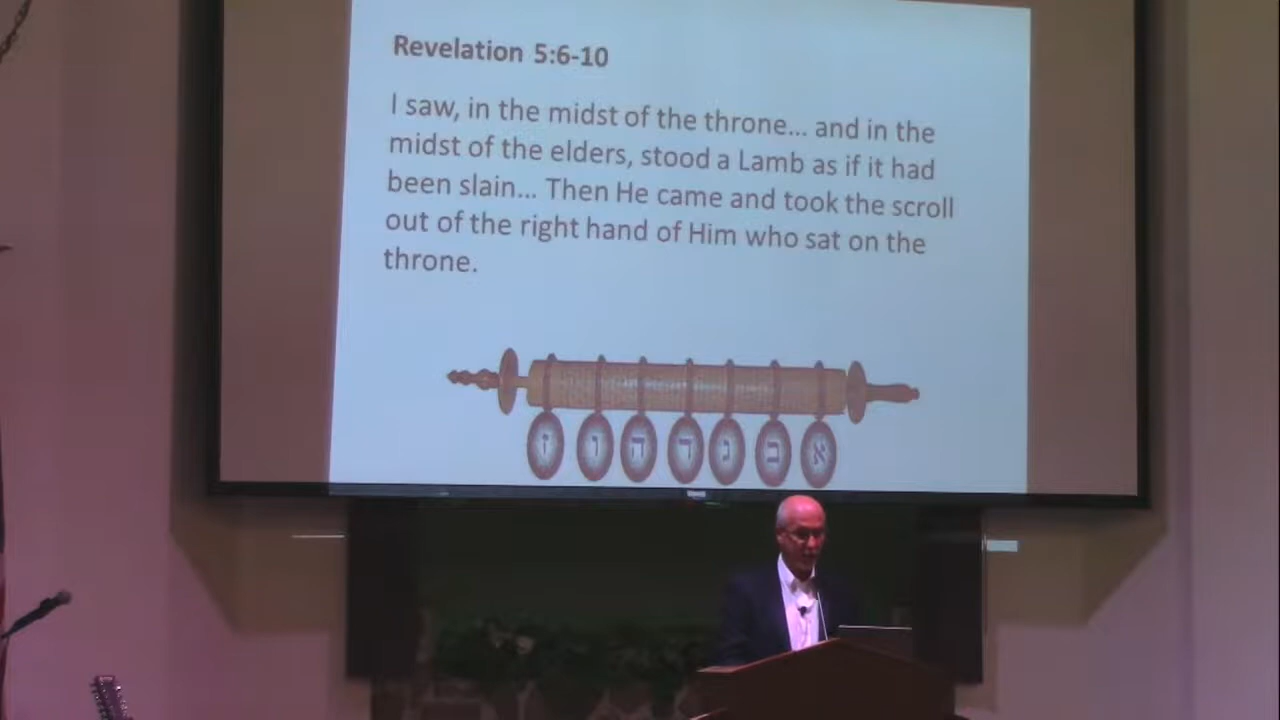 Revelation 5:6-10
I saw, in the midst of the throne... and in the
midst of the elders, stood a Lamb as if it had
been slain... Then He came and took the scroll
out of the right hand of Him who sat on the
throne.
ז ו ה ד ג ב א